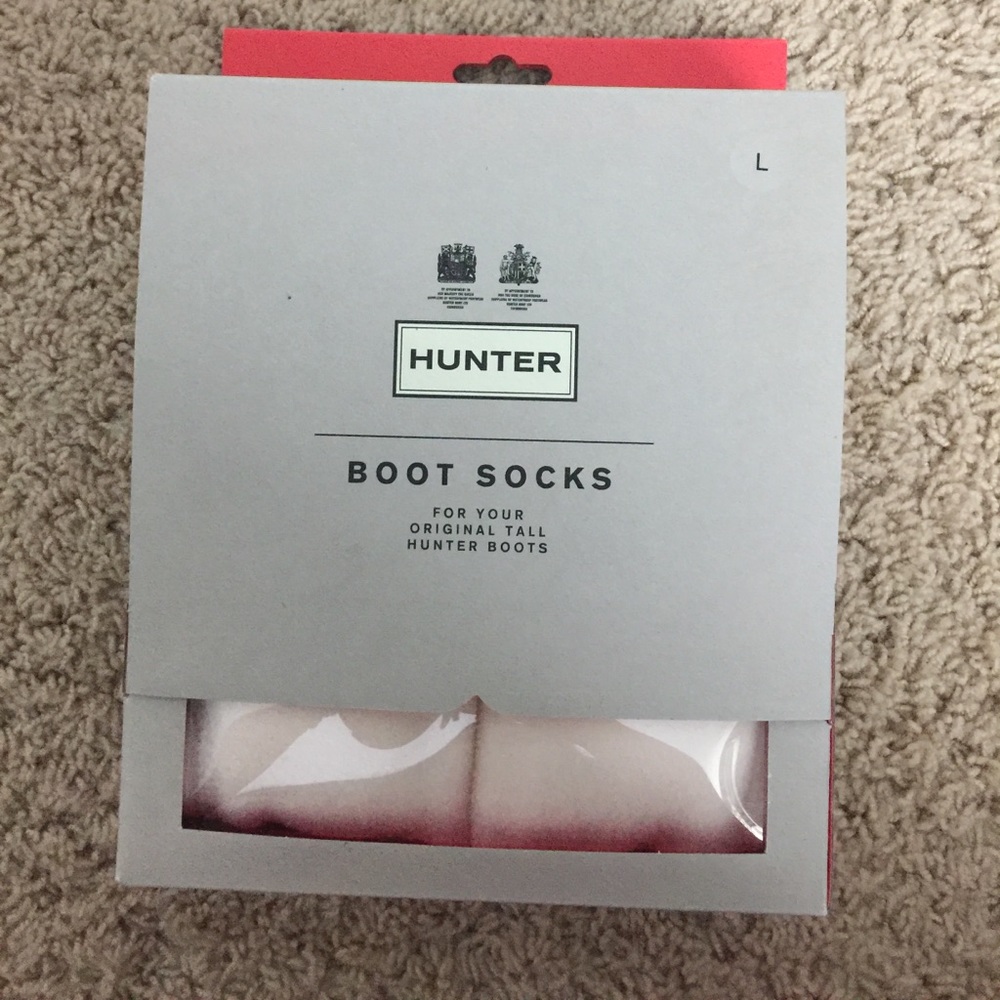 L
HUNTER
BOOT SOCKS
FOR YOUR
ORIGINAL TALL
HUNTER BOOTS